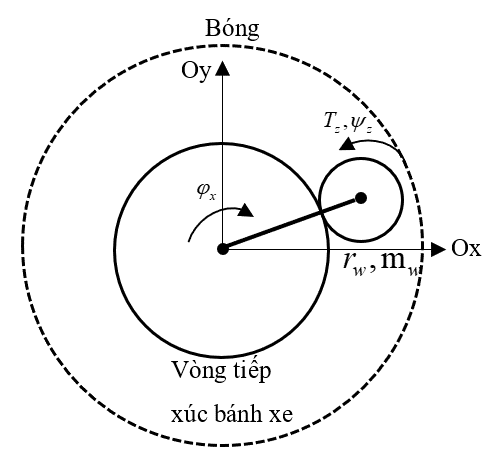 Bóng
Oy
T_z, ψ_z
φ_x
Ox
r_w, m_w
Vòng tiếp
xúc bánh xe